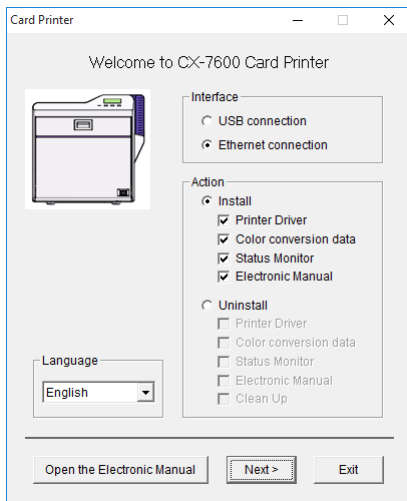 Card Printer
Welcome to CX-7600 Card Printer
Interface
USB connection
Ethernet connection
Action
Install
Printer Driver
Color conversion data
Status Monitor
Electronic Manual
Uninstall
Printer Driver
Color conversion data
Status Monitor
Electronic Manual
Clean Up
Language
English
Open the Electronic Manual
Next >
Exit